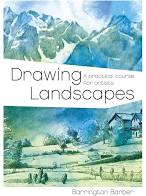 Drawing
A practical course
for artists
Landscapes
Barrington Barber